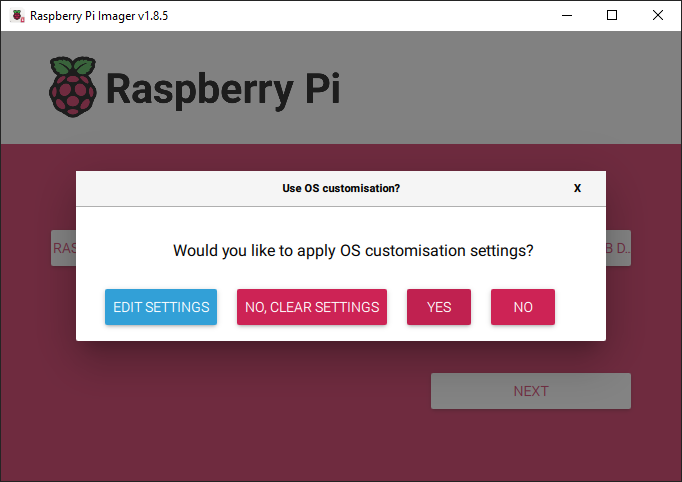 Raspberry Pi Imager v1.8.5
Raspberry Pi
Use OS customisation?
X
Would you like to apply OS customisation settings?
EDIT SETTINGS
NO, CLEAR SETTINGS
YES
NO
NEXT